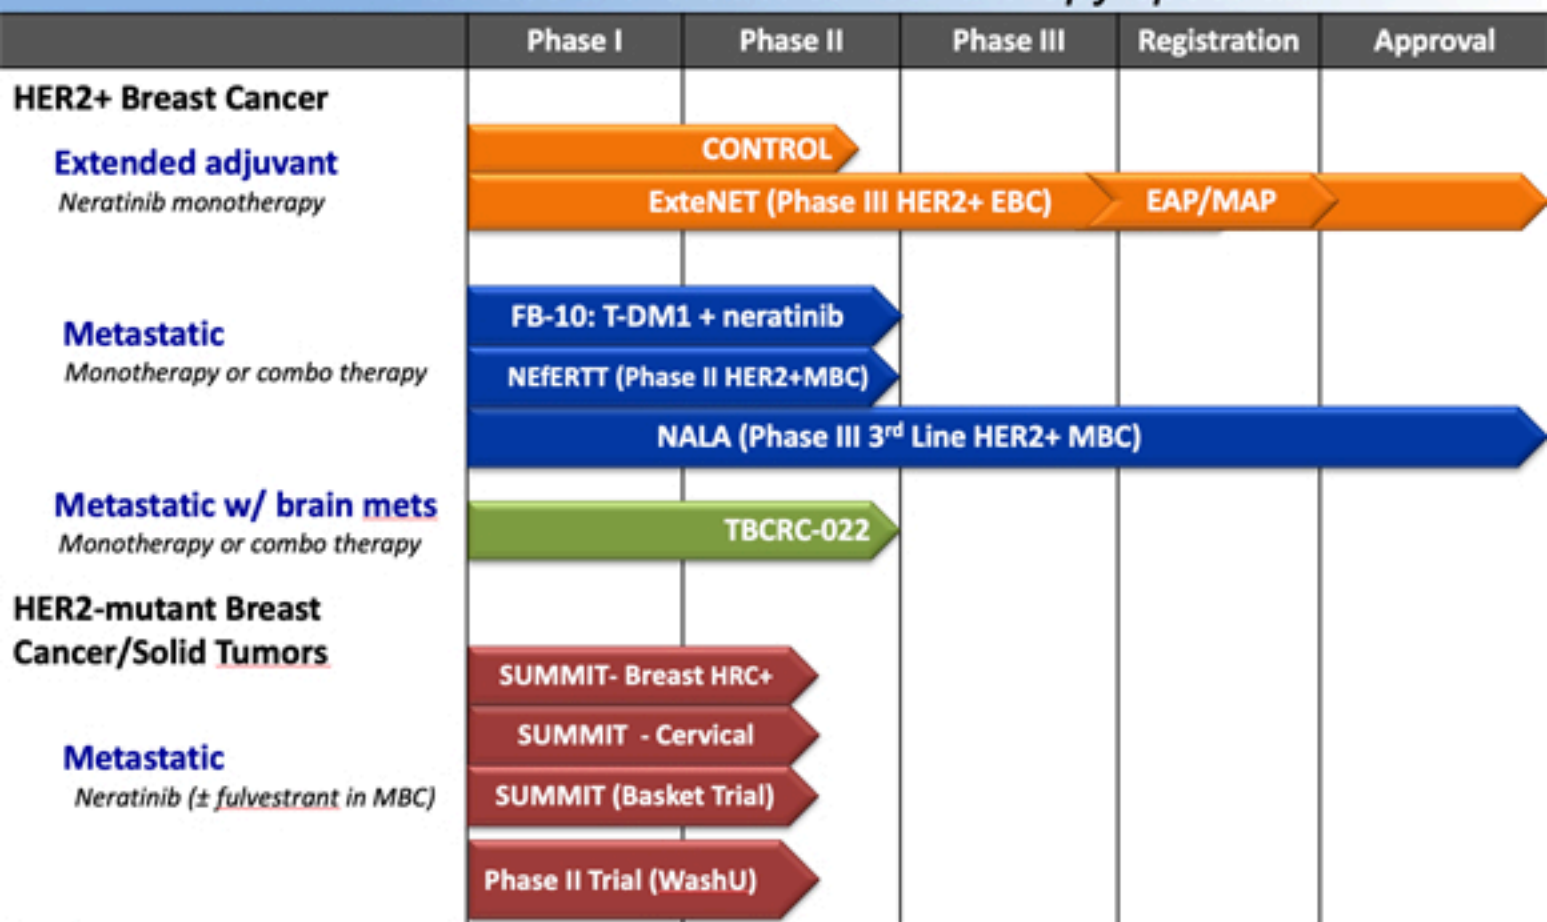 Phase I Phase II Phase III Registration Approval
HER2+ Breast Cancer
Extended adjuvant
Neratinib monotherapy
CONTROL
ExteNET (Phase III HER2+ EBC)
EAP/MAP
Metastatic
Monotherapy or combo therapy
FB-10: T-DM1 + neratinib
NEfERTT (Phase II HER2+MBC)
NALA (Phase III 3rd Line HER2+ MBC)
Metastatic w/ brain mets
Monotherapy or combo therapy
TBCRC-022
HER2-mutant Breast
Cancer/Solid Tumors
Metastatic
Neratinib (± fulvestrant in MBC)
SUMMIT- Breast HRC+
SUMMIT - Cervical
SUMMIT (Basket Trial)
Phase II Trial (WashU)